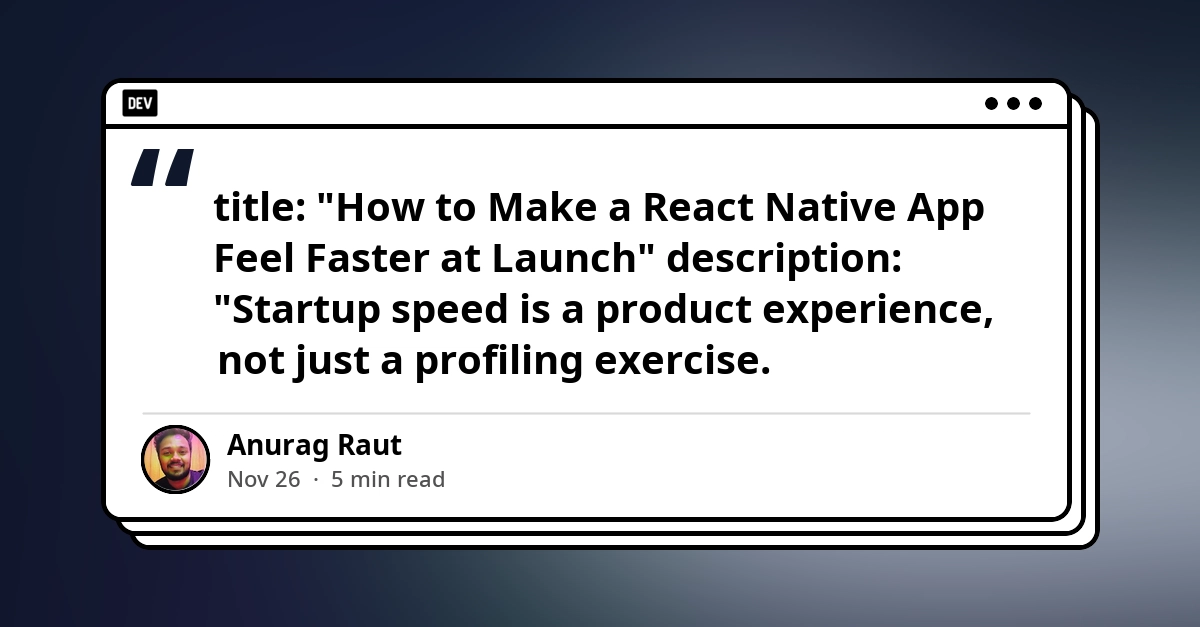 DEV
title: "How to Make a React Native App
Feel Faster at Launch" description:
"Startup speed is a product experience,
not just a profiling exercise.
Anurag Raut
Nov 26 · 5 min read